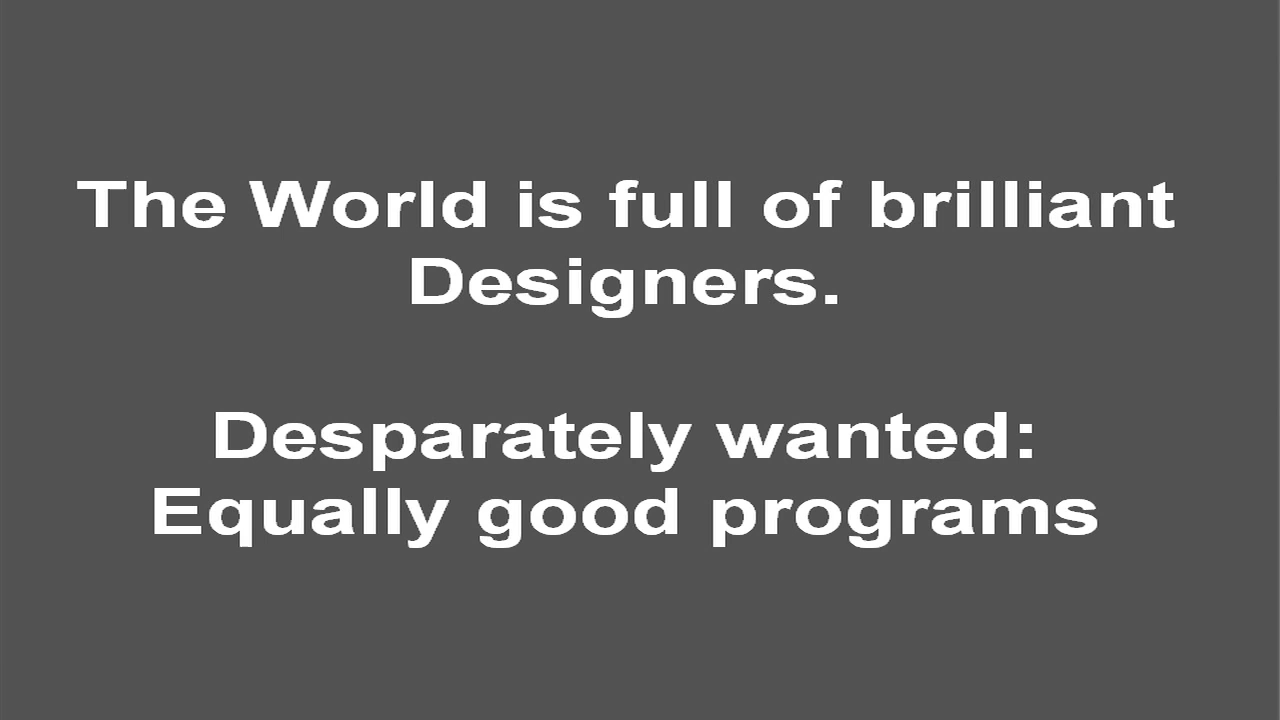 The World is full of brilliant
Designers.
Desparately wanted:
Equally good programs